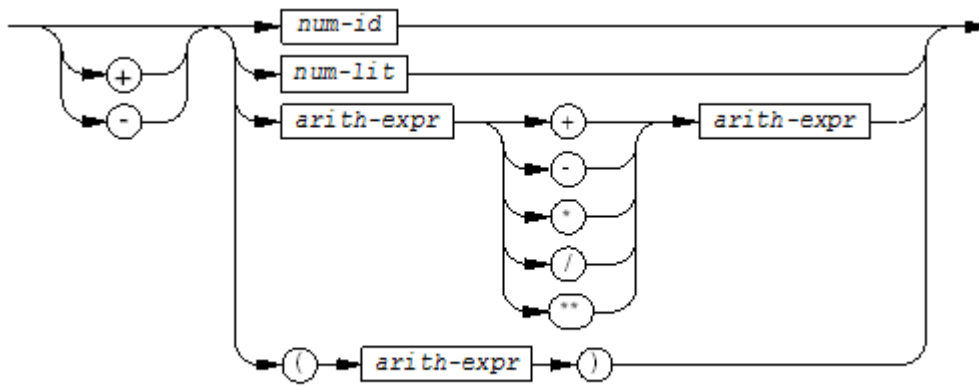 num-id
+ num-lit
- arith-expr + arith-expr
-
*
/
**
( arith-expr )